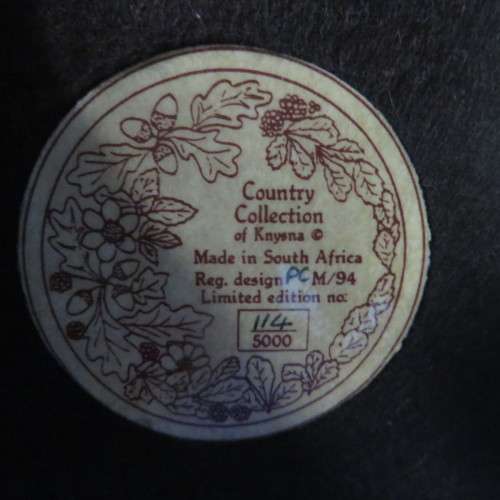 Country
Collection
of Knysna ©
Made in South Africa
Reg. design PC M/94
Limited edition no:
114
5000